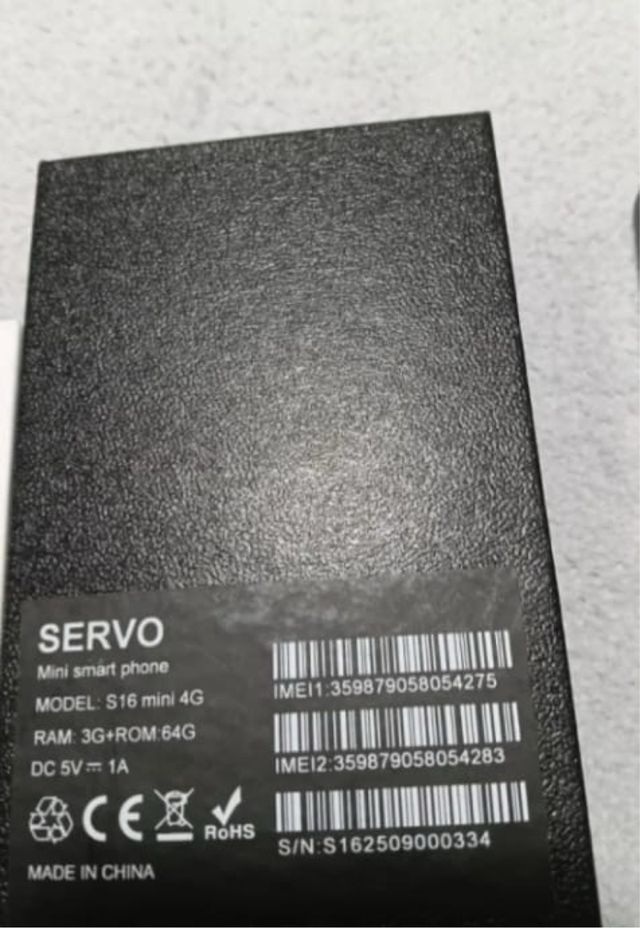 SERVO
Mini smart phone
MODEL: S16 mini 4G
RAM: 3G+ROM:64G
DC 5V⎓ 1A
RoHS
MADE IN CHINA
IMEI1:359879058054275
IMEI2:359879058054283
S/N:S162509000334